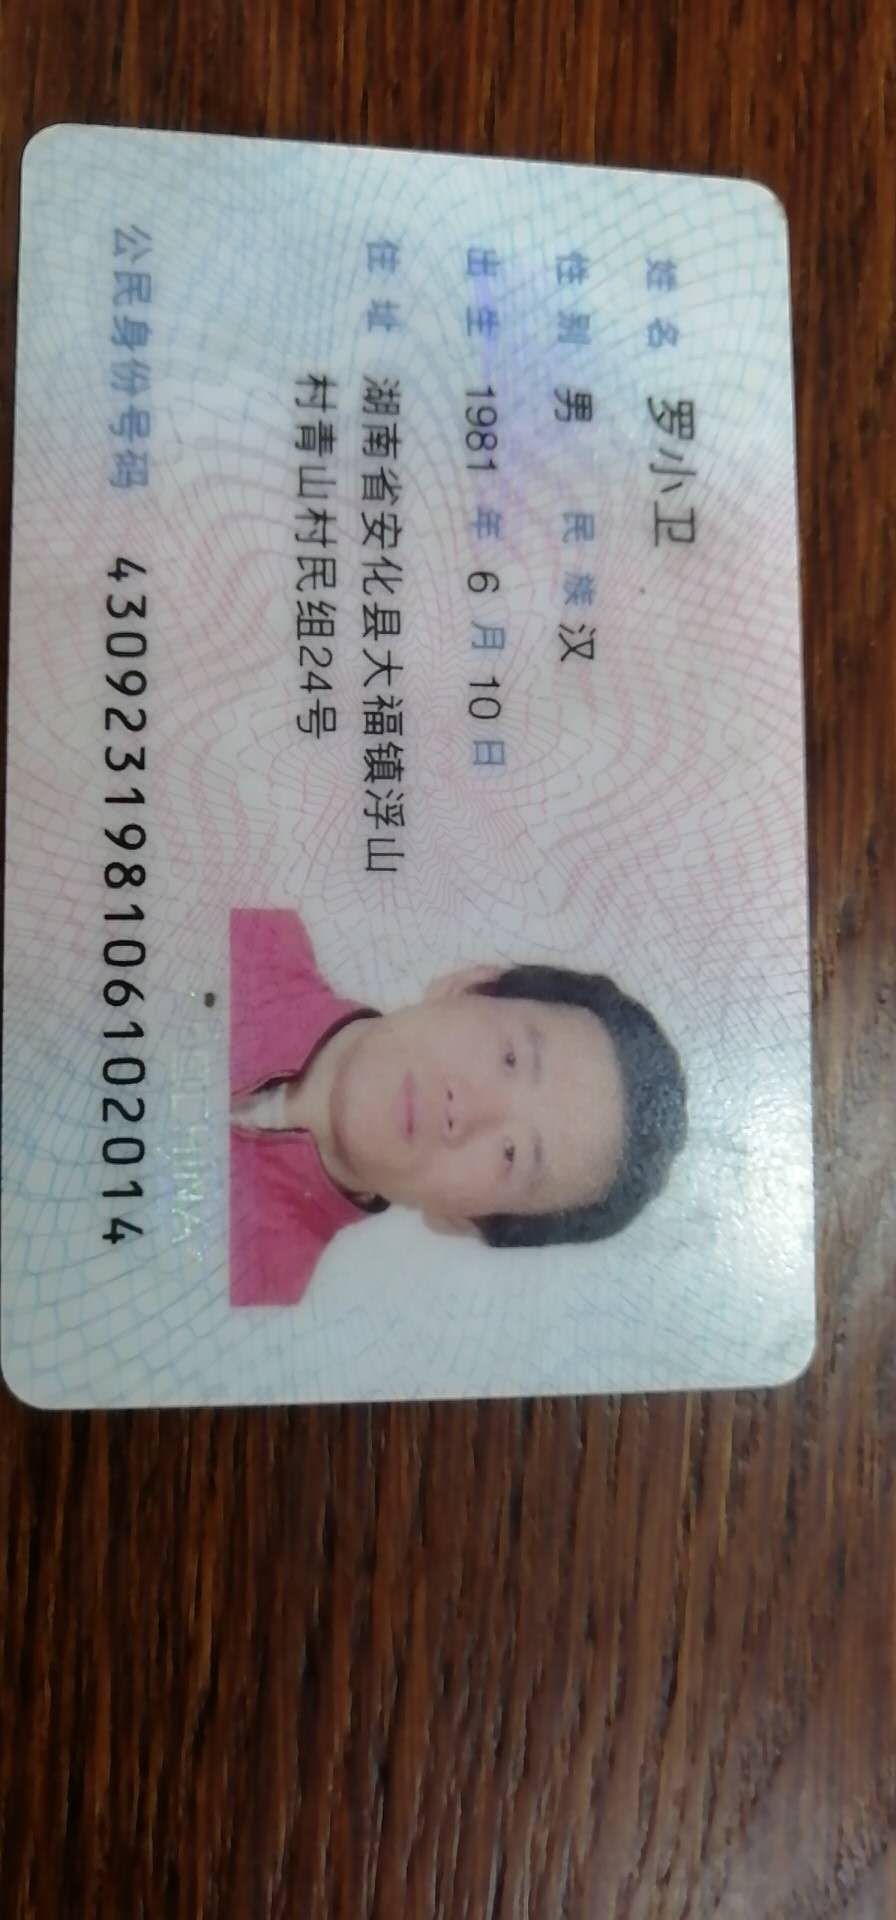 姓名 罗小卫
性别 男 民族 汉
出生 1981 年 6 月 10 日
住址 湖南省安化县大福镇浮山
村青山村民组24号
公民身份号码 430923198106102014